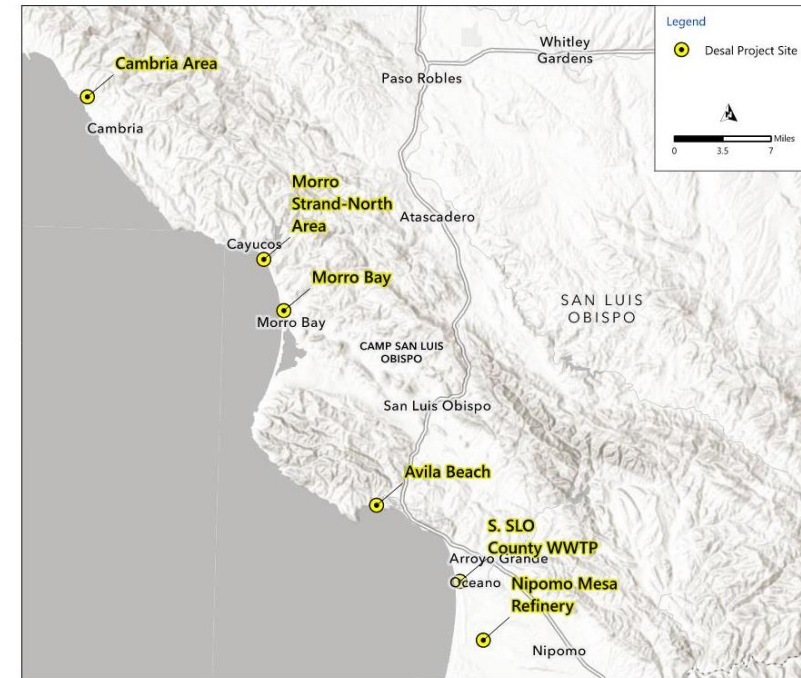 Legend
Desal Project Site
Miles
0 3.5 7
Whitley
Gardens
Paso Robles
Cambria Area
Cambria
Morro
Strand-North
Area
Atascadero
Cayucos
Morro Bay
Morro Bay
SAN LUIS
OBISPO
CAMP SAN LUIS
OBISPO
San Luis Obispo
Avila Beach
S. SLO
County WWTP
Arroyo Grande
Oceano
Nipomo Mesa
Refinery
Nipomo